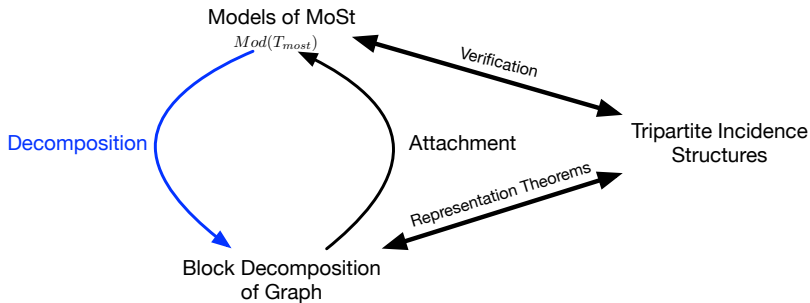 Models of MoSt
Mod(T_most)
Verification
Decomposition
Attachment
Tripartite Incidence
Structures
Representation Theorems
Block Decomposition
of Graph